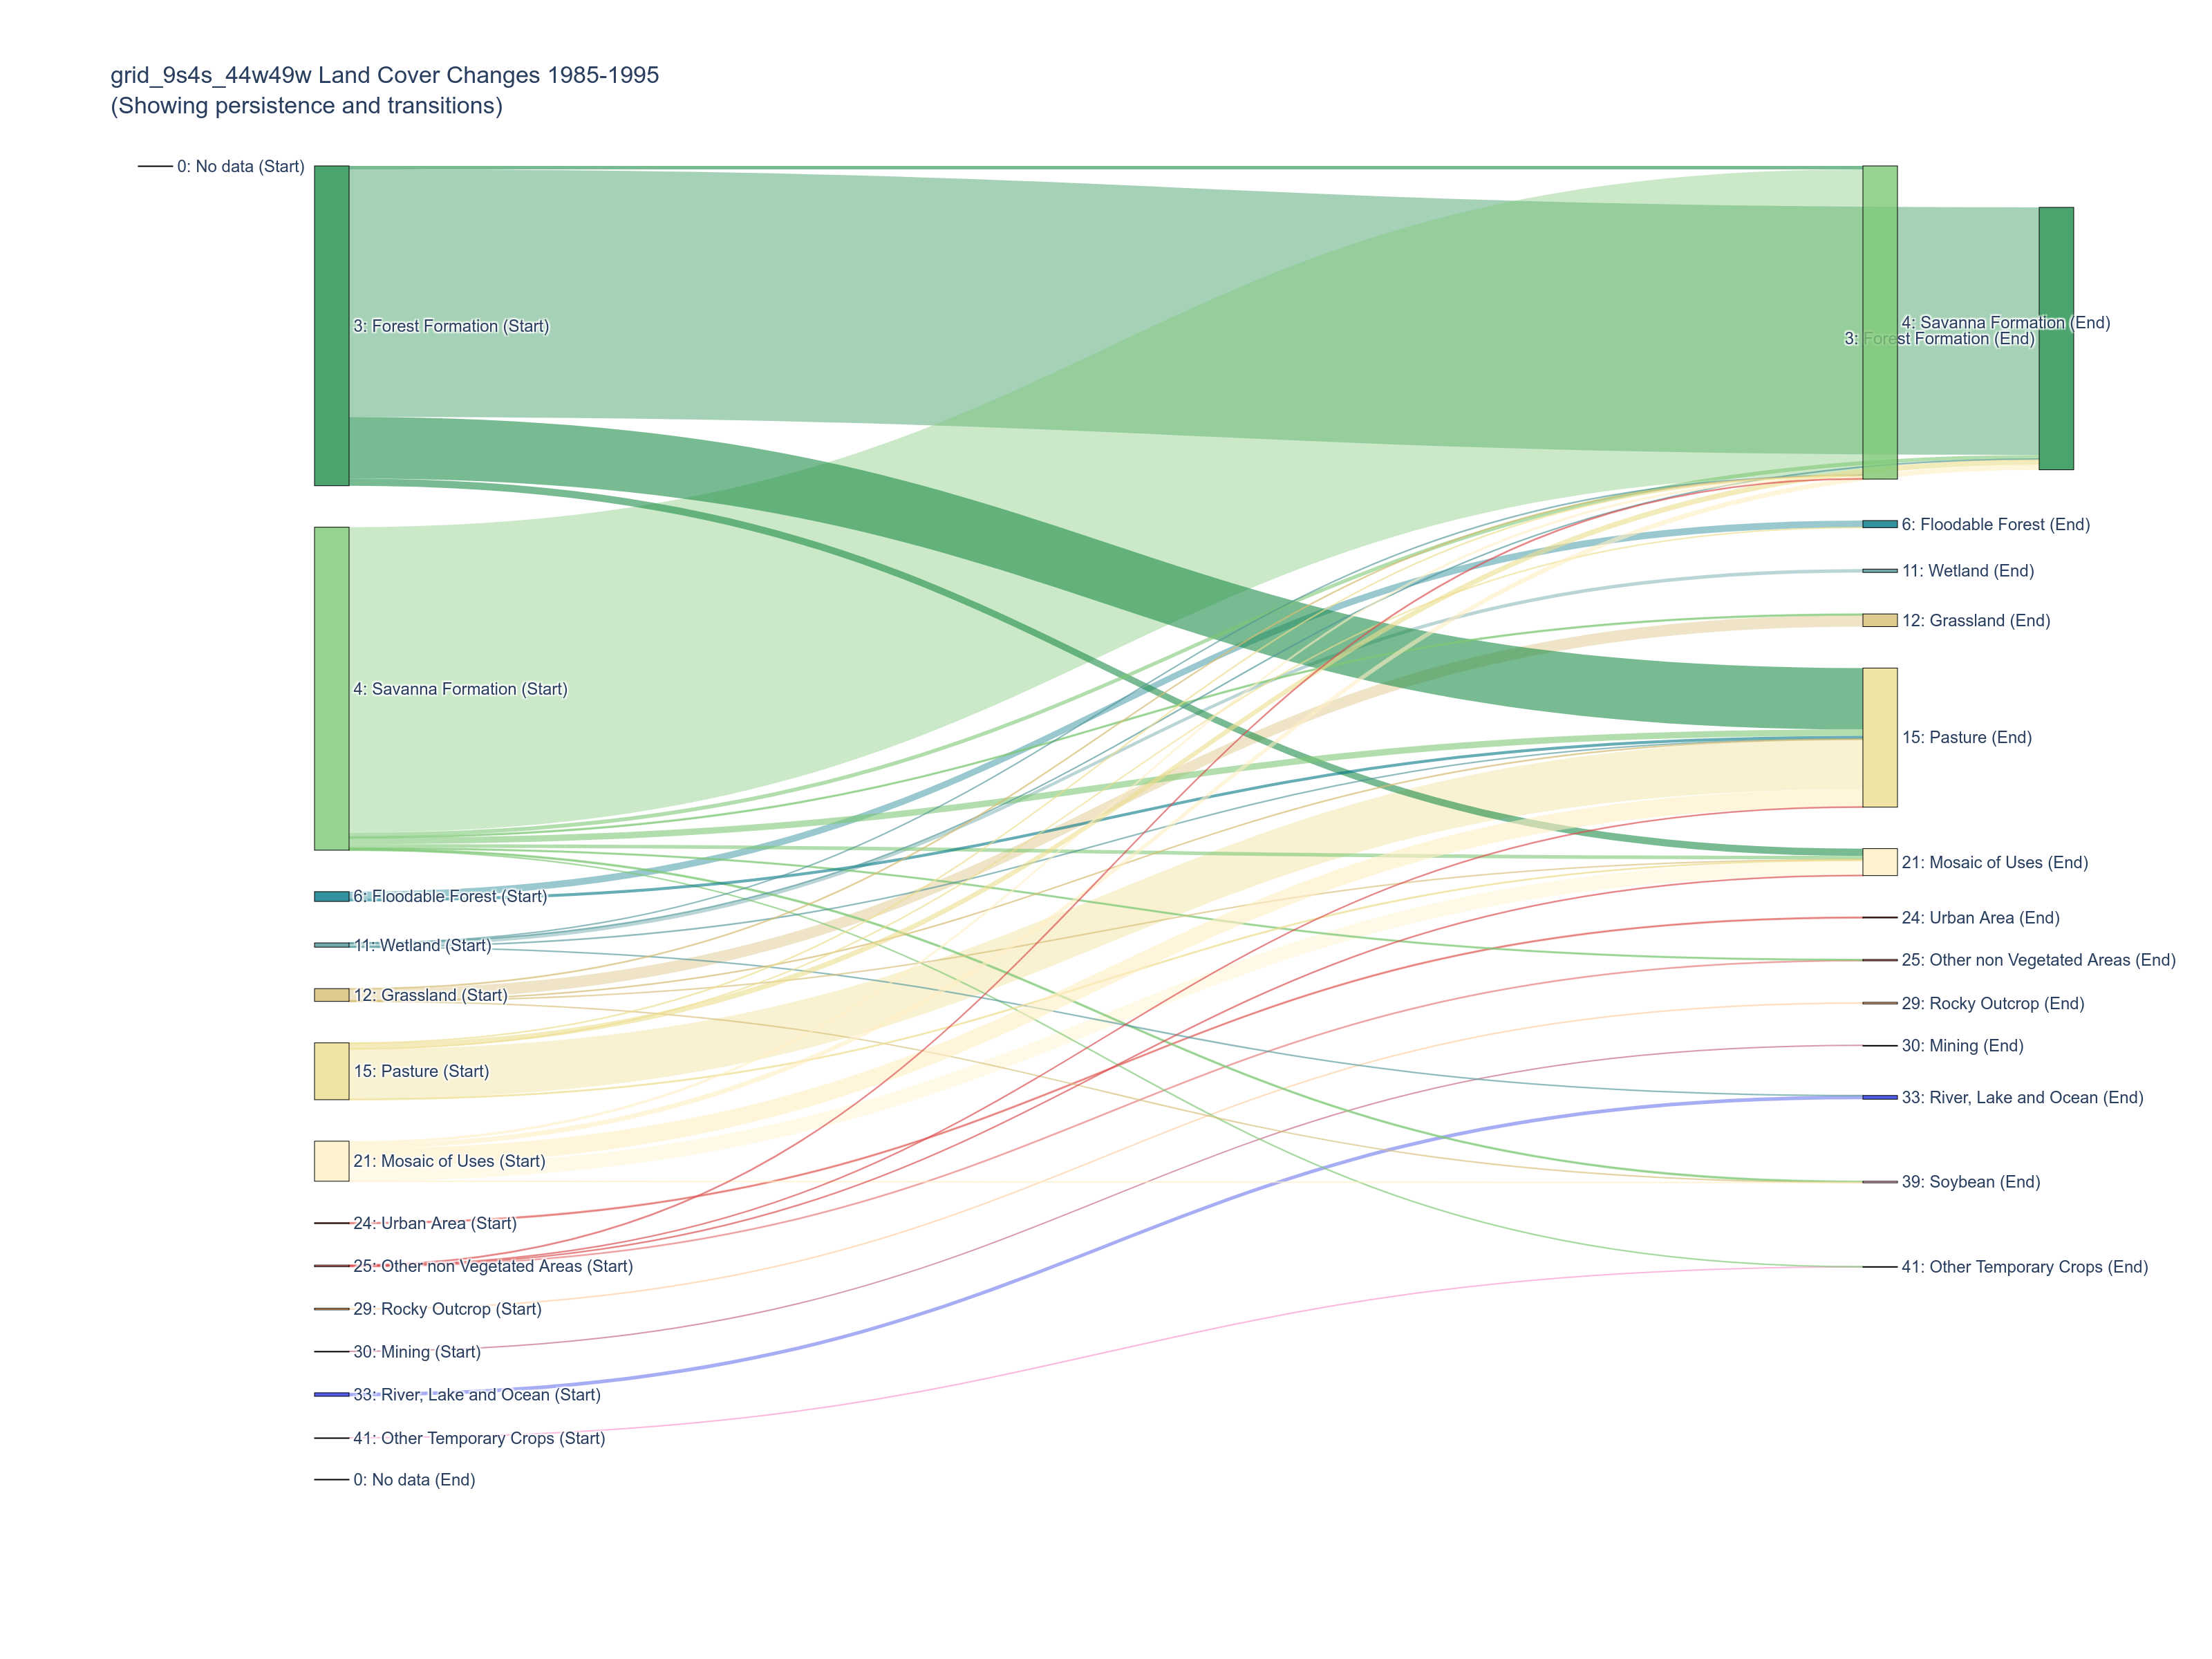 grid_9s4s_44w49w Land Cover Changes 1985-1995
(Showing persistence and transitions)
0: No data (Start)
3: Forest Formation (Start)
4: Savanna Formation (Start)
6: Floodable Forest (Start)
11: Wetland (Start)
12: Grassland (Start)
15: Pasture (Start)
21: Mosaic of Uses (Start)
24: Urban Area (Start)
25: Other non Vegetated Areas (Start)
29: Rocky Outcrop (Start)
30: Mining (Start)
33: River, Lake and Ocean (Start)
41: Other Temporary Crops (Start)
0: No data (End)
4: Savanna Formation (End)
3: Forest Formation (End)
6: Floodable Forest (End)
11: Wetland (End)
12: Grassland (End)
15: Pasture (End)
21: Mosaic of Uses (End)
24: Urban Area (End)
25: Other non Vegetated Areas (End)
29: Rocky Outcrop (End)
30: Mining (End)
33: River, Lake and Ocean (End)
39: Soybean (End)
41: Other Temporary Crops (End)